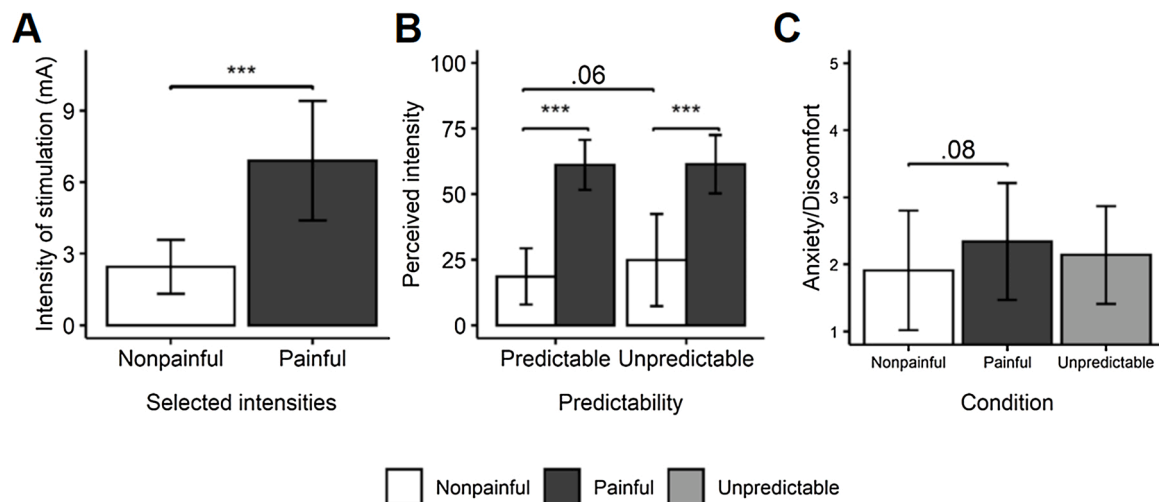 A
Intensity of stimulation (mA)
9
6
3
0
***
Nonpainful
Painful
Selected intensities
B
Perceived intensity
100
75
50
25
0
.06
***
***
Predictable
Unpredictable
Predictability
C
Anxiety/Discomfort
5
4
3
2
1
.08
Nonpainful
Painful
Unpredictable
Condition
Nonpainful
Painful
Unpredictable